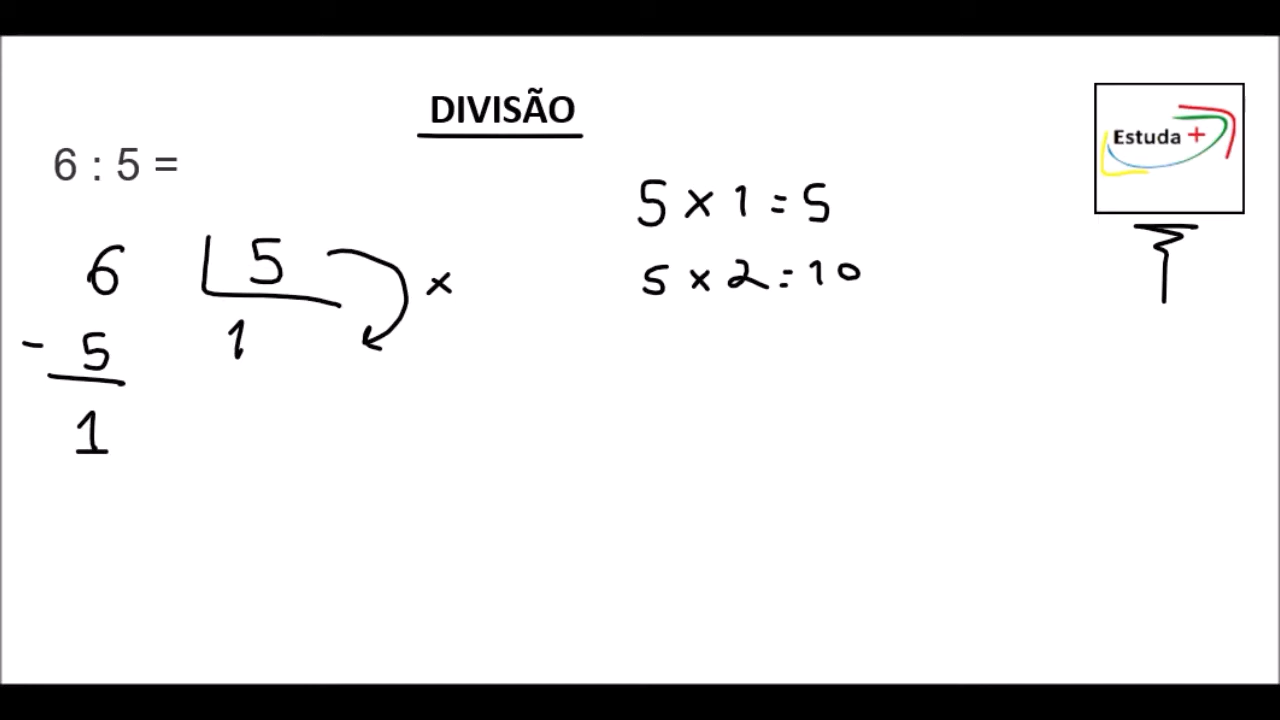 DIVISÃO
Estuda +
6 : 5 =
5 x 1 = 5
5 x 2 = 10
6 5
x
1
- 5
1